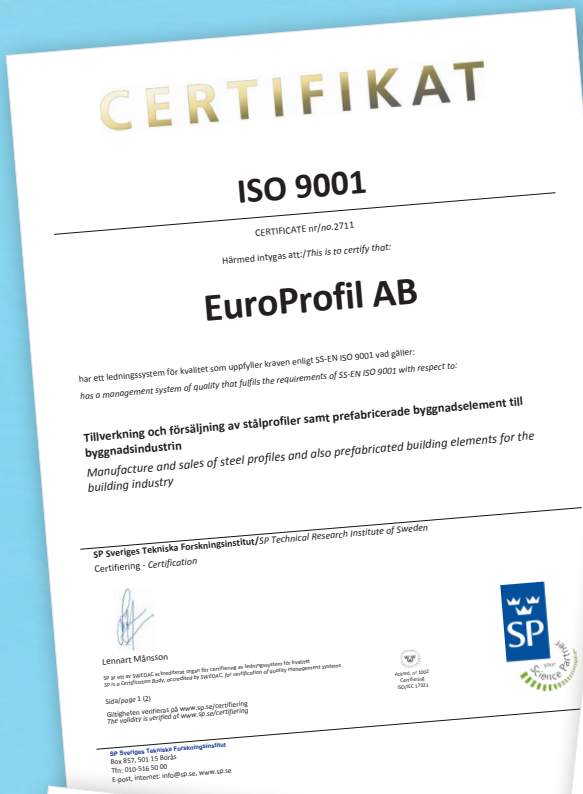 CERTIFIKAT
ISO 9001
CERTIFICATE nr/no.2711
Härmed intygas att:/This is to certify that:
EuroProfil AB
har ett ledningssystem för kvalitet som uppfyller kraven enligt SS-EN ISO 9001 vad gäller:
has a management system of quality that fulfils the requirements of SS-EN ISO 9001 with respect to:
Tillverkning och försäljning av stålprofiler samt prefabricerade byggnadselement till
byggnadsindustrin
Manufacture and sales of steel profiles and also prefabricated building elements for the
building industry
SP Sveriges Tekniska Forskningsinstitut/SP Technical Research Institute of Sweden
Certifiering - Certification
Lennart Månsson
SP är ett av SWEDAC ackrediterat organ för certifiering av ledningssystem för kvalitet
SP is a Certification Body, accredited by SWEDAC, for certification of quality management systems
Sida/page 1 (2)
Giltigheten verifieras på www.sp.se/certifiering
The validity is verified at www.sp.se/certifiering
Ackred. nr 1002
Certifiering
ISO/IEC 17021
SP
your
Science Partner
SP Sveriges Tekniska Forskningsinstitut
Box 857, 501 15 Borås
Tfn: 010-516 50 00
E-post, internet: info@sp.se, www.sp.se